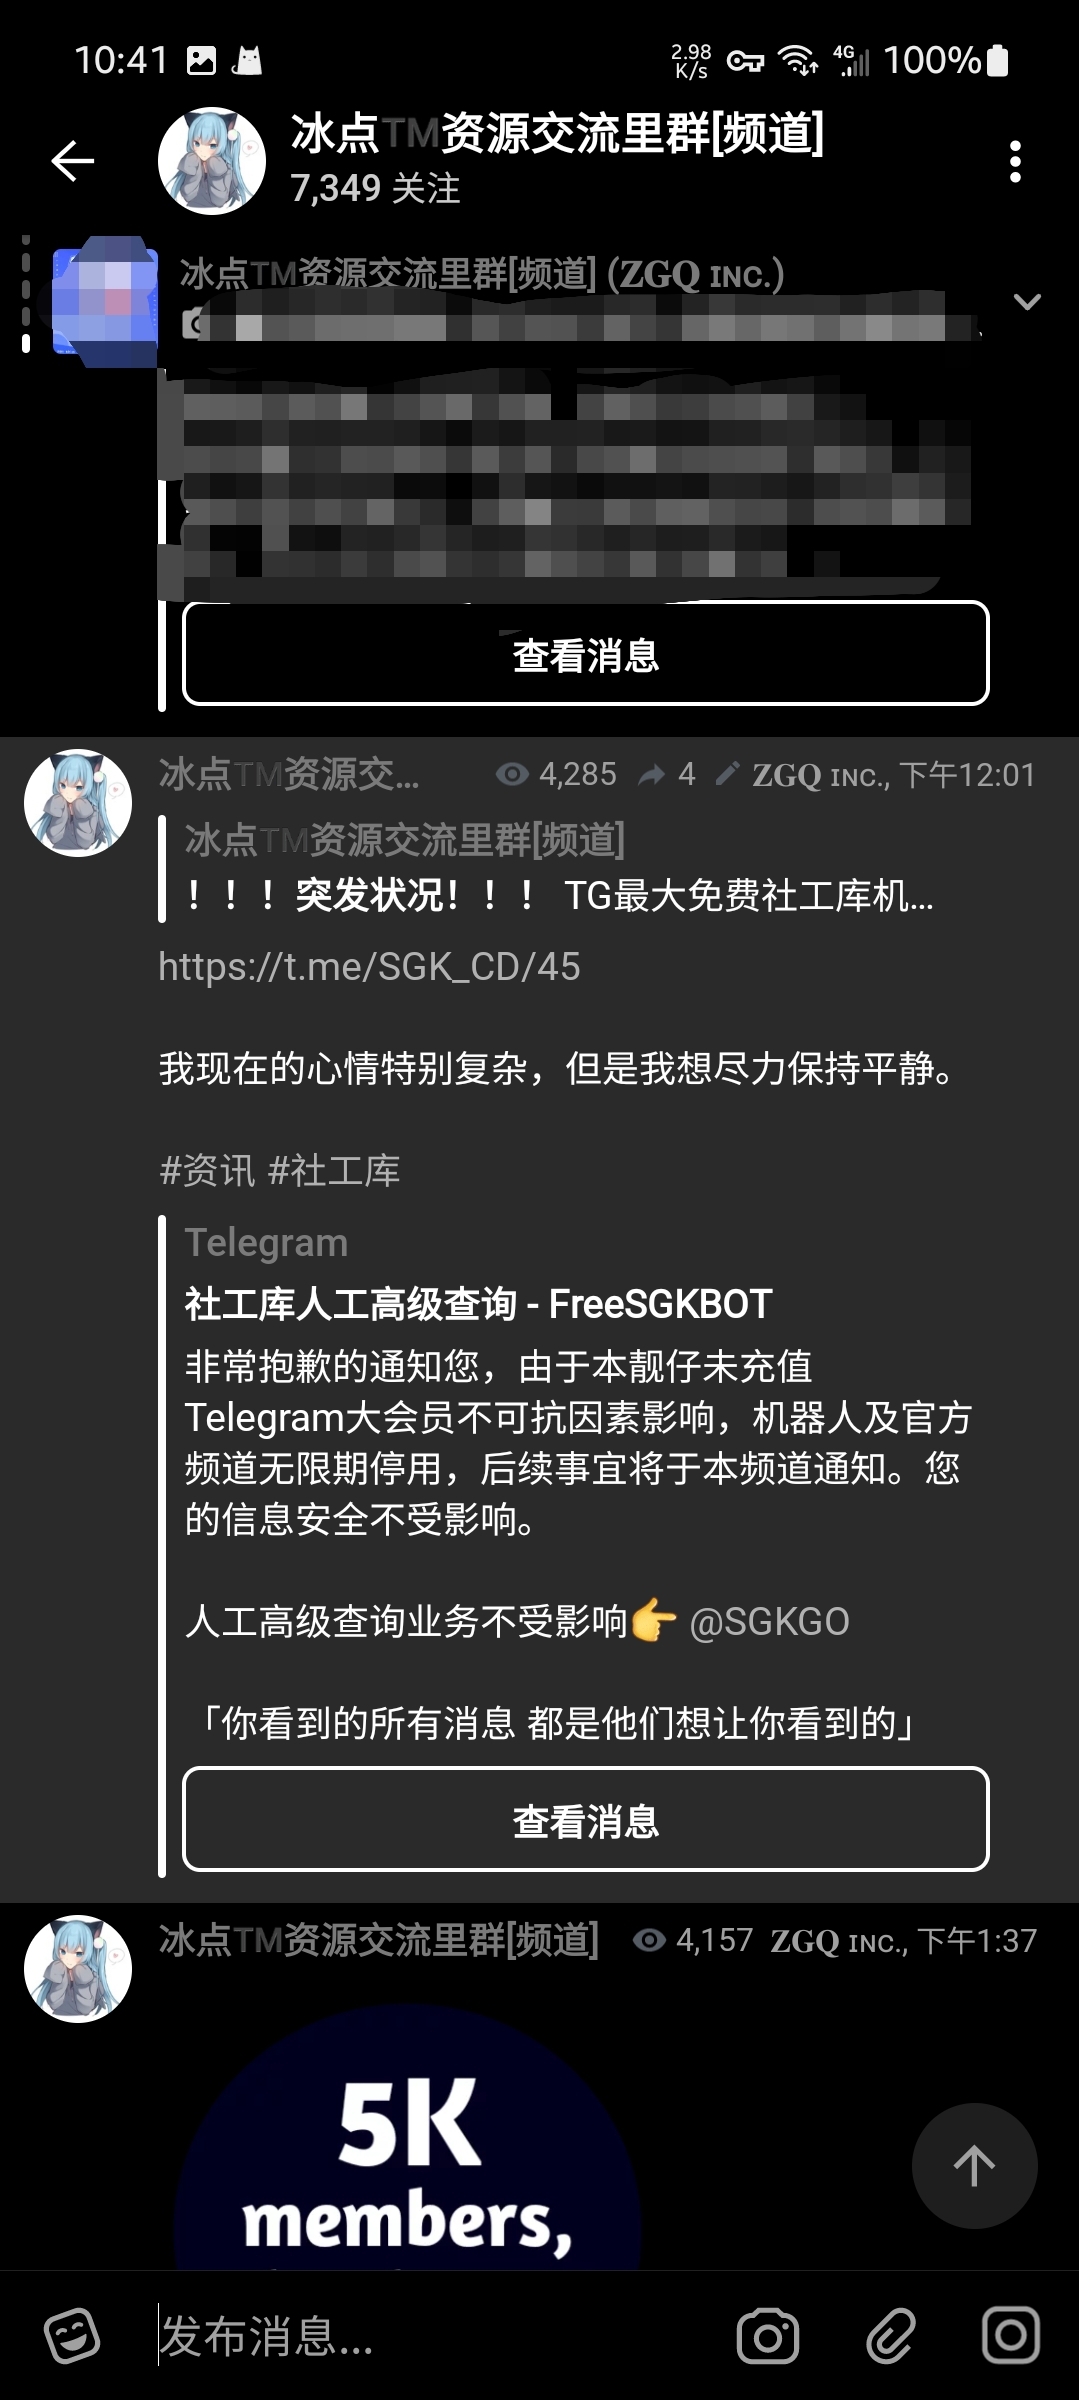 10:41
2.98 K/s
4G
100%
冰点TM资源交流里群[频道]
7,349 关注
冰点TM资源交流里群[频道] (ZGQ INC.)
查看消息
冰点TM资源交...
4,285
4
ZGQ INC., 下午12:01
冰点TM资源交流里群[频道]
！！！突发状况！！！ TG最大免费社工库机...
https://t.me/SGK_CD/45
我现在的心情特别复杂，但是我想尽力保持平静。
#资讯 #社工库
Telegram
社工库人工高级查询 - FreeSGKBOT
非常抱歉的通知您，由于本靓仔未充值
Telegram大会员不可抗因素影响，机器人及官方
频道无限期停用，后续事宜将于本频道通知。您
的信息安全不受影响。
人工高级查询业务不受影响👉 @SGKGO
「你看到的所有消息 都是他们想让你看到的」
查看消息
冰点TM资源交流里群[频道]
4,157
ZGQ INC., 下午1:37
5K
members,
发布消息...